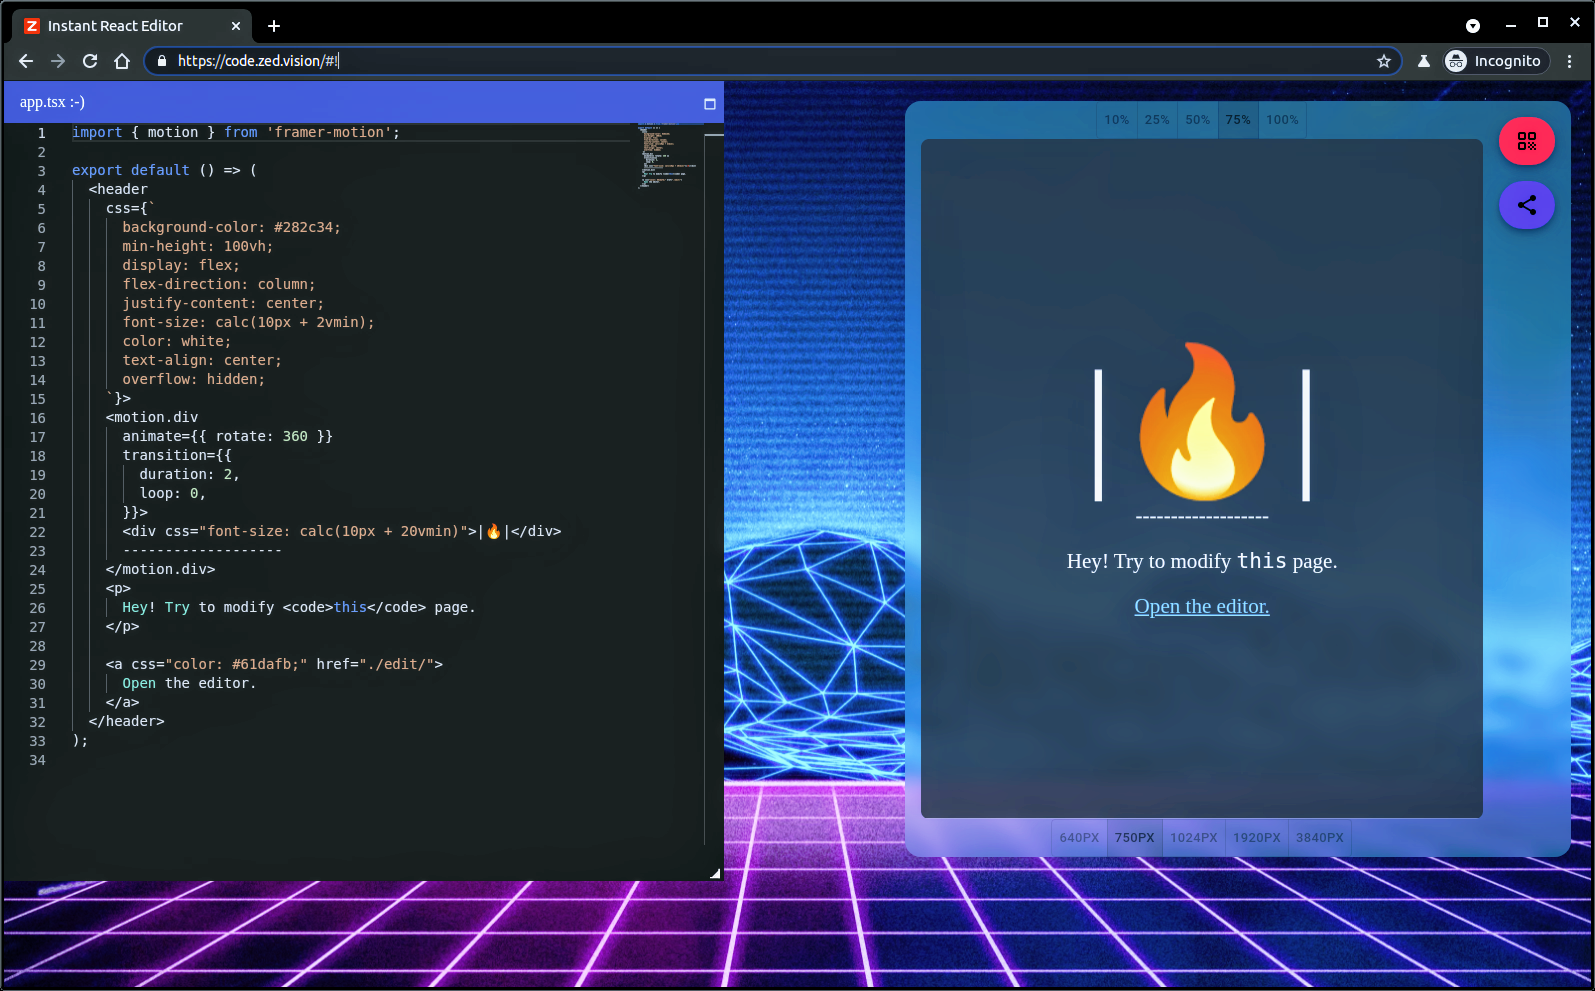 Instant React Editor
https://code.zed.vision/#!
Incognito
app.tsx :-)
1 import { motion } from 'framer-motion';
2
3 export default () => (
4 <header
5 css={`
6 background-color: #282c34;
7 min-height: 100vh;
8 display: flex;
9 flex-direction: column;
10 justify-content: center;
11 font-size: calc(10px + 2vmin);
12 color: white;
13 text-align: center;
14 overflow: hidden;
15 `}>
16 <motion.div
17 animate={{ rotate: 360 }}
18 transition={{
19 duration: 2,
20 loop: 0,
21 }}>
22 <div css="font-size: calc(10px + 20vmin)">|🔥|</div>
23 -------------------
24 </motion.div>
25 <p>
26 Hey! Try to modify <code>this</code> page.
27 </p>
28
29 <a css="color: #61dafb;" href="./edit/">
30 Open the editor.
31 </a>
32 </header>
33 );
34
10% 25% 50% 75% 100%
|🔥|
-------------------
Hey! Try to modify this page.
Open the editor.
640PX 750PX 1024PX 1920PX 3840PX